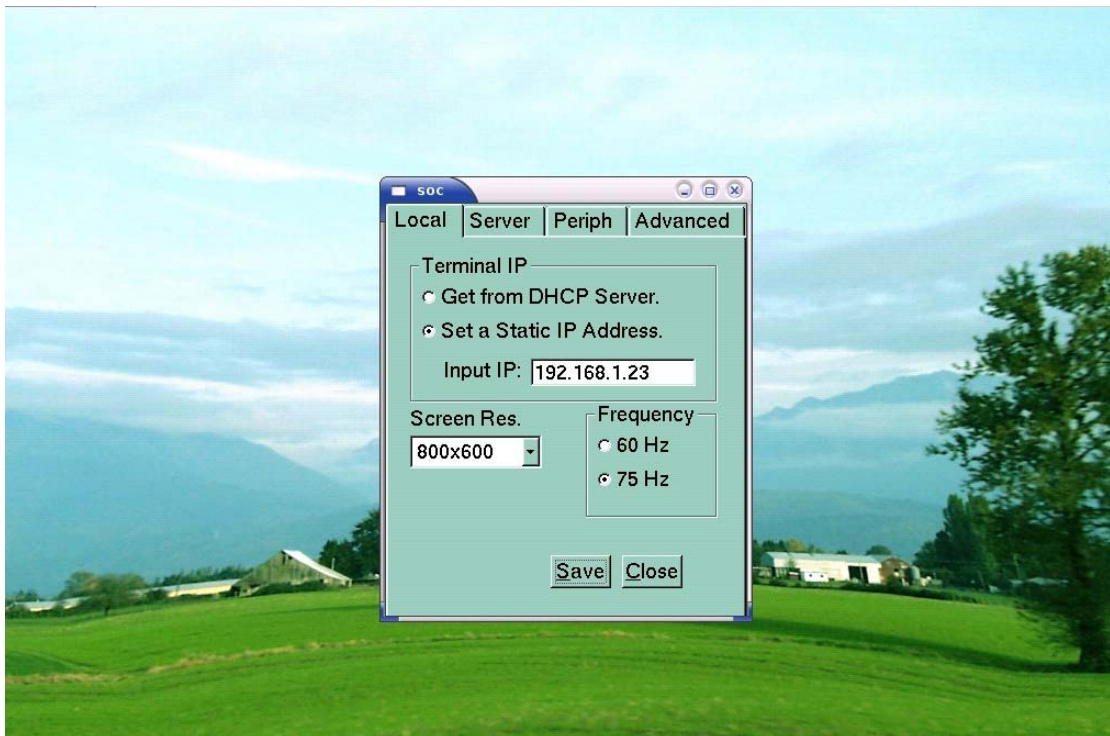 soc
Local Server Periph Advanced
Terminal IP
Get from DHCP Server.
Set a Static IP Address.
Input IP: 192.168.1.23
Screen Res. Frequency
800x600 60 Hz
75 Hz
Save Close